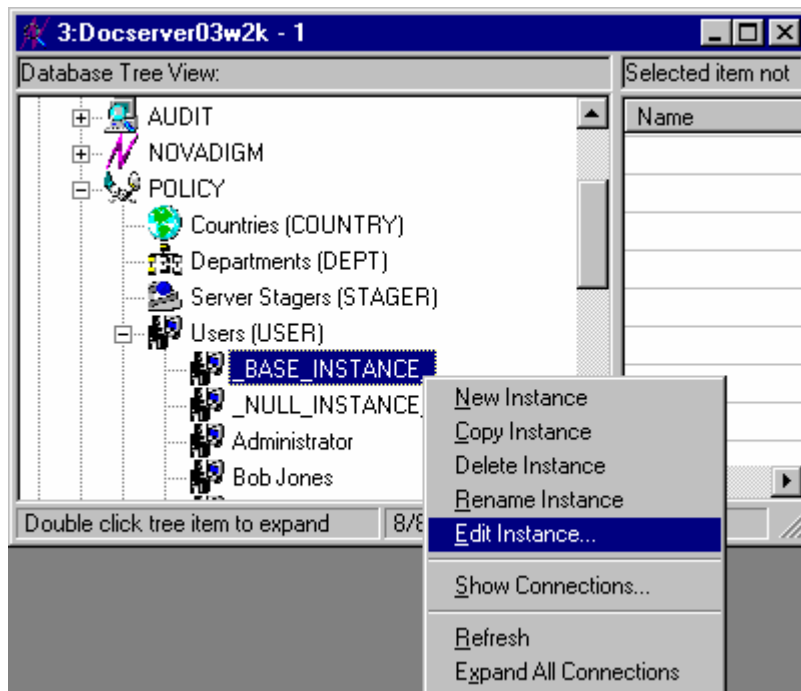 3:Docserver03w2k - 1
Database Tree View:
Selected item not
Name
AUDIT
NOVADIGM
POLICY
Countries (COUNTRY)
Departments (DEPT)
Server Stagers (STAGER)
Users (USER)
_BASE_INSTANCE_
_NULL_INSTANCE_
Administrator
Bob Jones
New Instance
Copy Instance
Delete Instance
Rename Instance
Edit Instance...
Show Connections...
Refresh
Expand All Connections
Double click tree item to expand
8/8